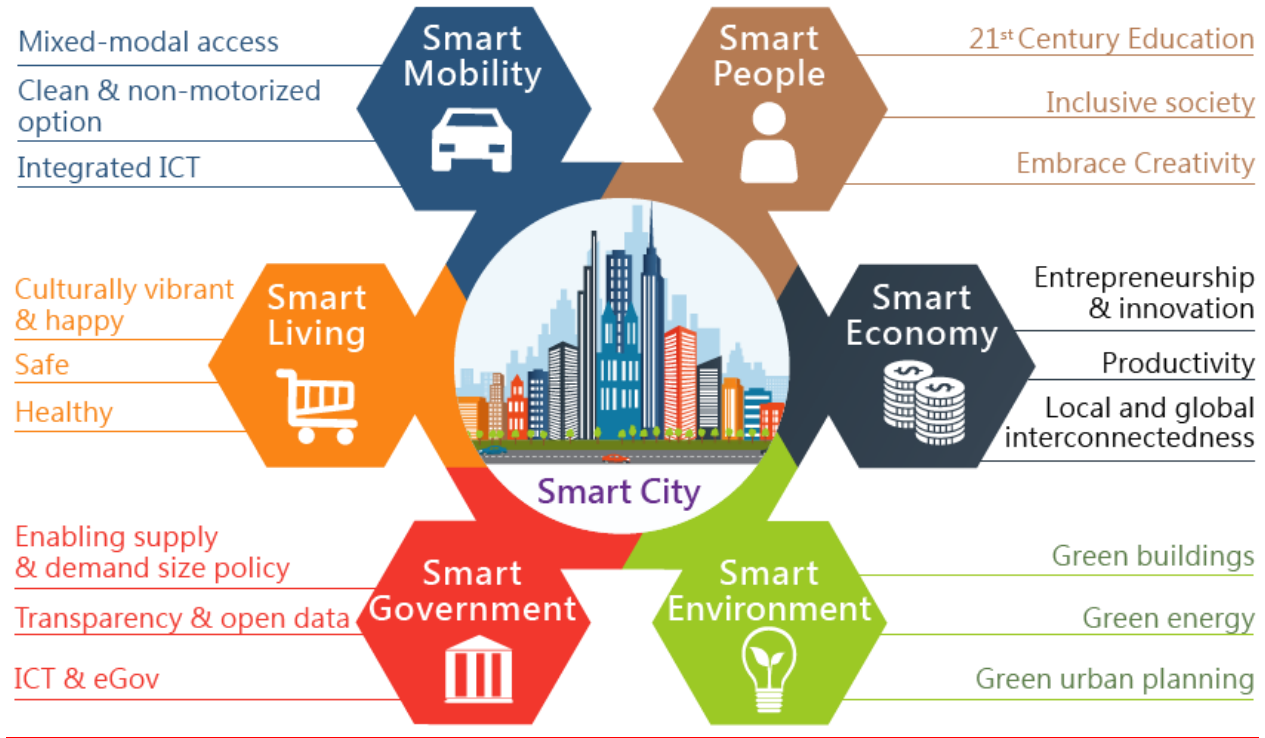 Smart
Mobility
Mixed-modal access
Clean & non-motorized
option
Integrated ICT
Smart
People
21st Century Education
Inclusive society
Embrace Creativity
Smart
Living
Culturally vibrant
& happy
Safe
Healthy
Smart
Economy
Entrepreneurship
& innovation
Productivity
Local and global
interconnectedness
Smart City
Smart
Government
Enabling supply
& demand size policy
Transparency & open data
ICT & eGov
Smart
Environment
Green buildings
Green energy
Green urban planning
$
$